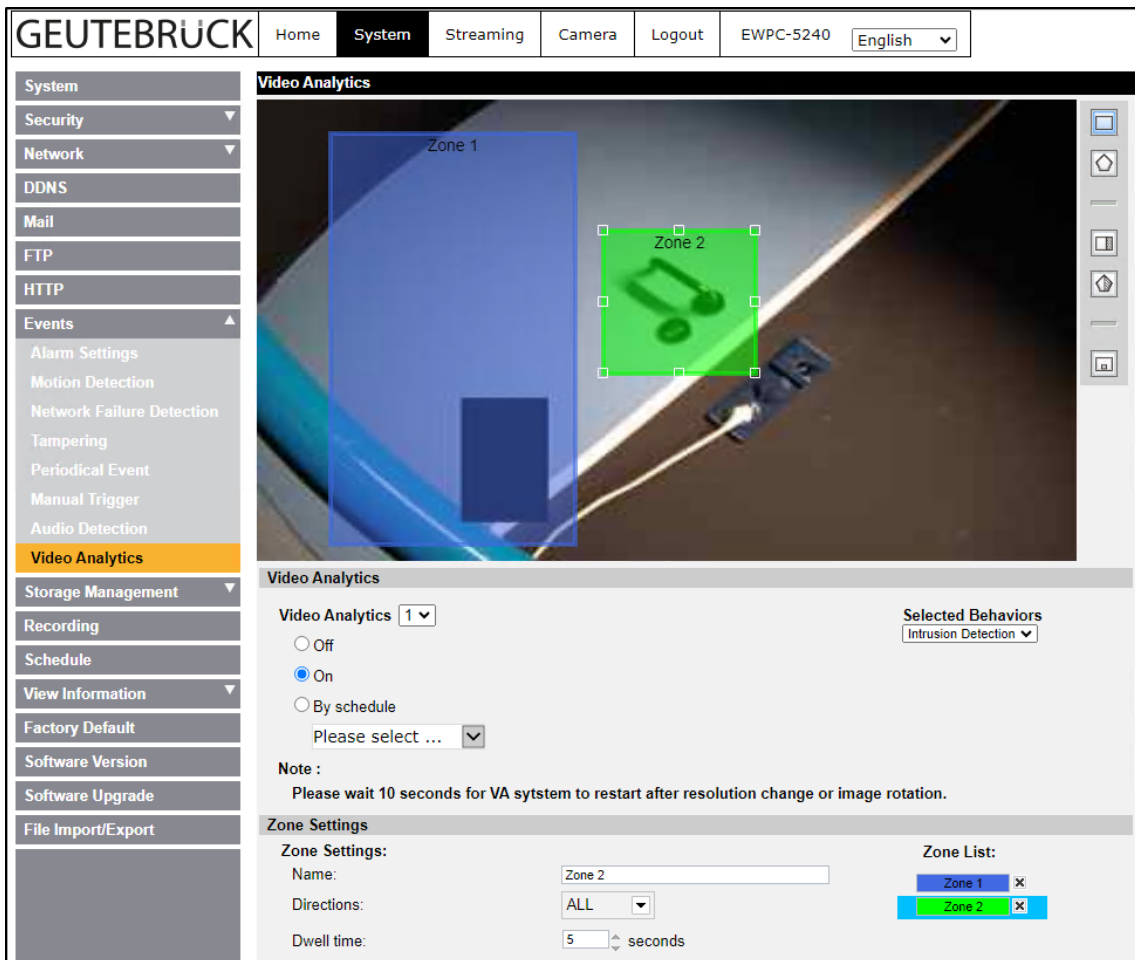 GEUTEBRÜCK
Home System Streaming Camera Logout EWPC-5240 English
System
Security
Network
DDNS
Mail
FTP
HTTP
Events
Alarm Settings
Motion Detection
Network Failure Detection
Tampering
Periodical Event
Manual Trigger
Audio Detection
Video Analytics
Storage Management
Recording
Schedule
View Information
Factory Default
Software Version
Software Upgrade
File Import/Export
Video Analytics
Zone 1
Zone 2
Video Analytics
Video Analytics 1
Off
On
By schedule
Please select ...
Selected Behaviors
Intrusion Detection
Note :
Please wait 10 seconds for VA sytstem to restart after resolution change or image rotation.
Zone Settings
Zone Settings:
Name: Zone 2
Directions: ALL
Dwell time: 5 seconds
Zone List:
Zone 1
Zone 2